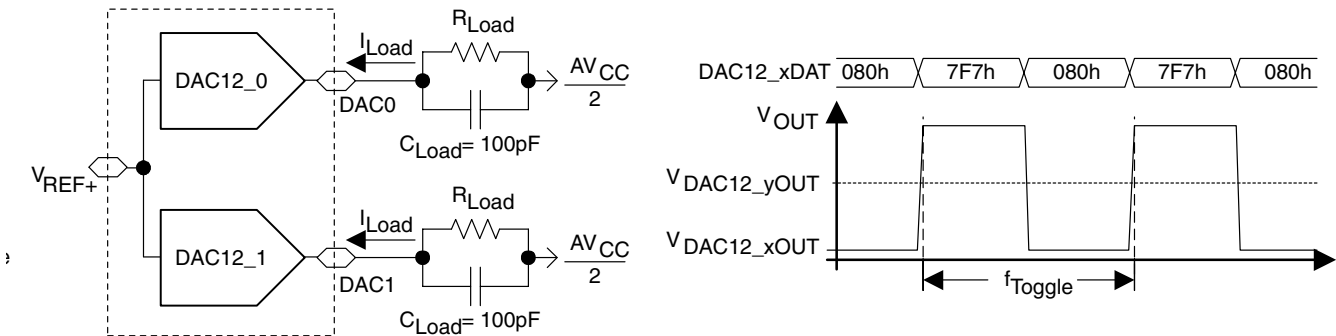 DAC12_0
I Load
R Load
AV CC
2
DAC0
C Load = 100pF
V REF+
DAC12_1
I Load
R Load
AV CC
2
DAC1
C Load = 100pF
DAC12_xDAT 080h 7F7h 080h 7F7h 080h
V OUT
V DAC12_yOUT
V DAC12_xOUT
f Toggle